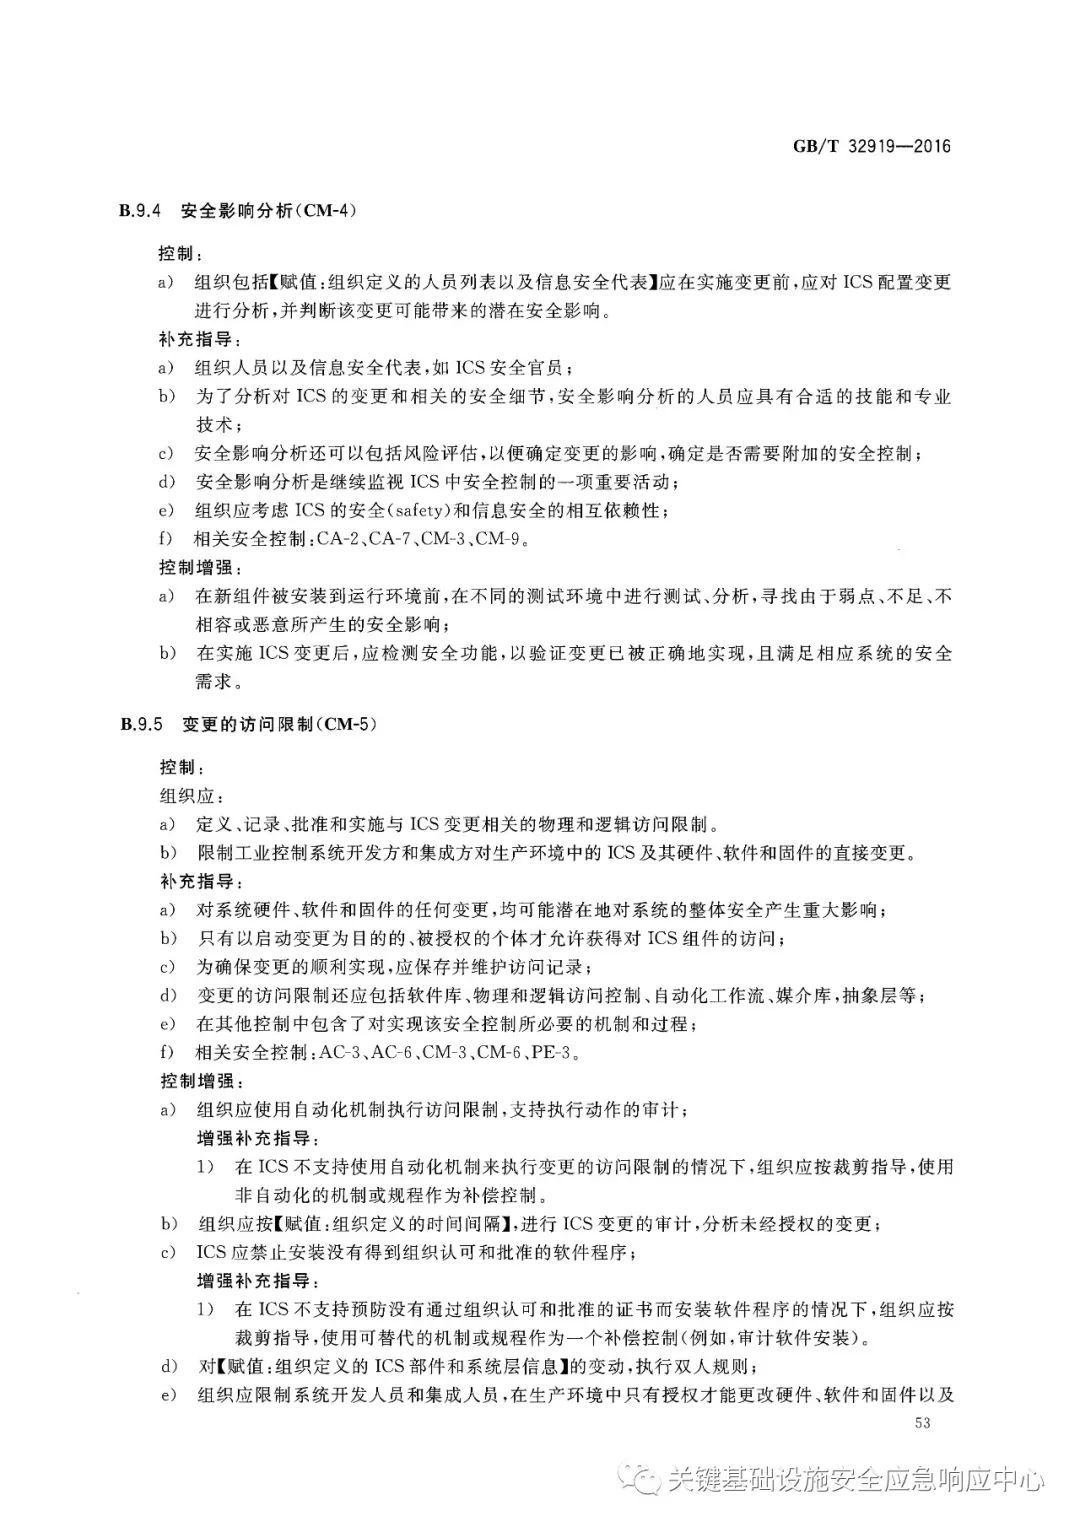 GB/T 32919—2016
B.9.4 安全影响分析(CM-4)
控制:
a) 组织包括【赋值:组织定义的人员列表以及信息安全代表】应在实施变更前,应对 ICS 配置变更
进行分析,并判断该变更可能带来的潜在安全影响。
补充指导:
a) 组织人员以及信息安全代表,如 ICS 安全官员;
b) 为了分析对 ICS 的变更和相关的安全细节,安全影响分析的人员应具有合适的技能和专业
技术;
c) 安全影响分析还可以包括风险评估,以便确定变更的影响,确定是否需要附加的安全控制;
d) 安全影响分析是继续监视 ICS 中安全控制的一项重要活动;
e) 组织应考虑 ICS 的安全(safety)和信息安全的相互依赖性;
f) 相关安全控制:CA-2、CA-7、CM-3、CM-9。
控制增强:
a) 在新组件被安装到运行环境前,在不同的测试环境中进行测试、分析,寻找由于弱点、不足、不
相容或恶意所产生的安全影响;
b) 在实施 ICS 变更后,应检测安全功能,以验证变更已被正确地实现,且满足相应系统的安全
需求。
B.9.5 变更的访问限制(CM-5)
控制:
组织应:
a) 定义、记录、批准和实施与 ICS 变更相关的物理和逻辑访问限制。
b) 限制工业控制系统开发方和集成方对生产环境中的 ICS 及其硬件、软件和固件的直接变更。
补充指导:
a) 对系统硬件、软件和固件的任何变更,均可能潜在地对系统的整体安全产生重大影响;
b) 只有以启动变更为目的的、被授权的个体才允许获得对 ICS 组件的访问;
c) 为确保变更的顺利实现,应保存并维护访问记录;
d) 变更的访问限制还应包括软件库、物理和逻辑访问控制、自动化工作流、媒介库,抽象层等;
e) 在其他控制中包含了对实现该安全控制所必要的机制和过程;
f) 相关安全控制:AC-3、AC-6、CM-3、CM-6、PE-3。
控制增强:
a) 组织应使用自动化机制执行访问限制,支持执行动作的审计;
增强补充指导:
1) 在 ICS 不支持使用自动化机制来执行变更的访问限制的情况下,组织应按裁剪指导,使用
非自动化的机制或规程作为补偿控制。
b) 组织应按【赋值:组织定义的时间间隔】,进行 ICS 变更的审计,分析未经授权的变更;
c) ICS 应禁止安装没有得到组织认可和批准的软件程序;
增强补充指导:
1) 在 ICS 不支持预防没有通过组织认可和批准的证书而安装软件程序的情况下,组织应按
裁剪指导,使用可替代的机制或规程作为一个补偿控制(例如,审计软件安装)。
d) 对【赋值:组织定义的 ICS 部件和系统层信息】的变动,执行双人规则;
e) 组织应限制系统开发人员和集成人员,在生产环境中只有授权才能更改硬件、软件和固件以及
53
关键基础设施安全应急响应中心